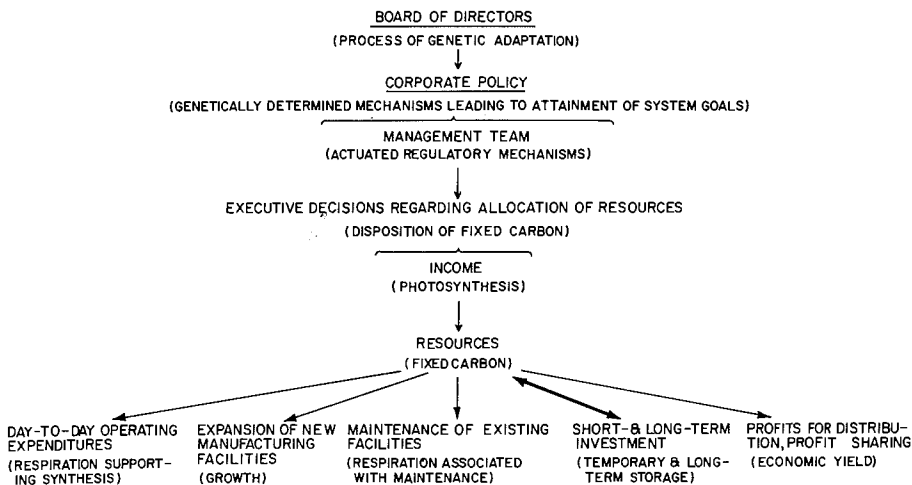 BOARD OF DIRECTORS
(PROCESS OF GENETIC ADAPTATION)
CORPORATE POLICY
(GENETICALLY DETERMINED MECHANISMS LEADING TO ATTAINMENT OF SYSTEM GOALS)
MANAGEMENT TEAM
(ACTUATED REGULATORY MECHANISMS)
EXECUTIVE DECISIONS REGARDING ALLOCATION OF RESOURCES
(DISPOSITION OF FIXED CARBON)
INCOME
(PHOTOSYNTHESIS)
RESOURCES
(FIXED CARBON)
DAY-TO-DAY OPERATING
EXPENDITURES
(RESPIRATION SUPPORT-
ING SYNTHESIS)
EXPANSION OF NEW
MANUFACTURING
FACILITIES
(GROWTH)
MAINTENANCE OF EXISTING
FACILITIES
(RESPIRATION ASSOCIATED
WITH MAINTENANCE)
SHORT-& LONG-TERM
INVESTMENT
(TEMPORARY & LONG-
TERM STORAGE)
PROFITS FOR DISTRIBU-
TION, PROFIT SHARING
(ECONOMIC YIELD)